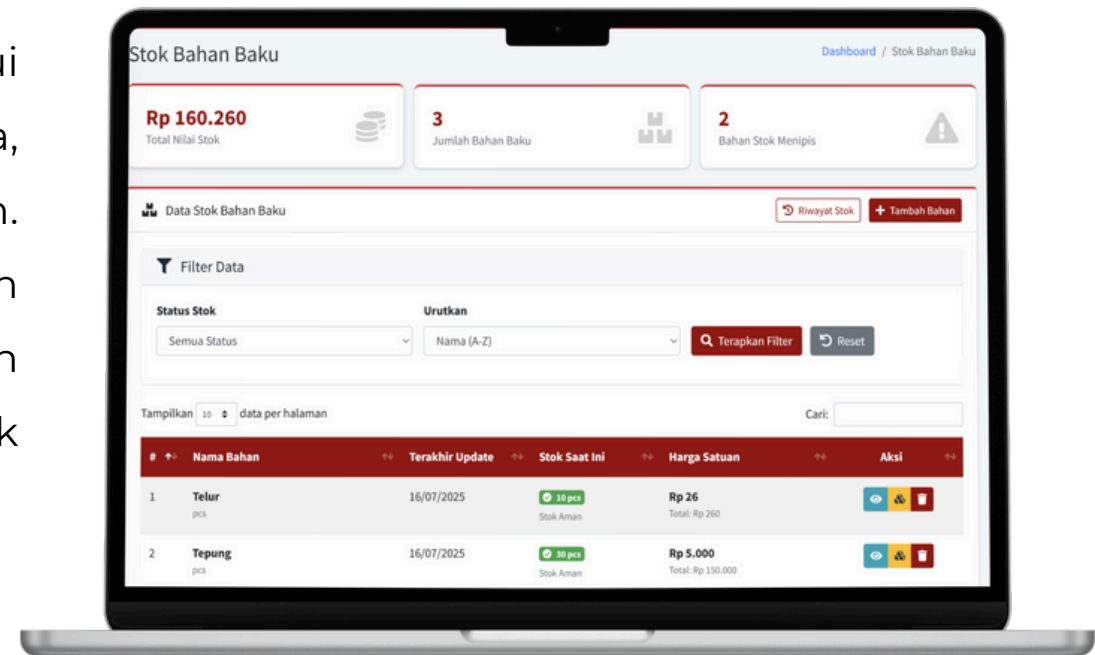 ui
a,
n.
n
n
k
Stok Bahan Baku
Dashboard / Stok Bahan Baku
Rp 160.260
Total Nilai Stok
3
Jumlah Bahan Baku
2
Bahan Stok Menipis
Data Stok Bahan Baku
Riwayat Stok
+ Tambah Bahan
Filter Data
Status Stok
Urutkan
Semua Status
Nama (A-Z)
Terapkan Filter
Reset
Tampilkan 10 data per halaman
Cari:
# Nama Bahan Terakhir Update Stok Saat Ini Harga Satuan Aksi
1 Telur 16/07/2025 10 pcs Rp 26
pcs Stok Aman Total: Rp 260
2 Tepung 16/07/2025 30 pcs Rp 5.000
pcs Stok Aman Total: Rp 150.000